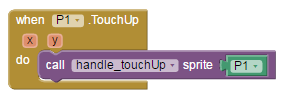 when P1 .TouchUp
x y
do call handle_touchUp sprite P1